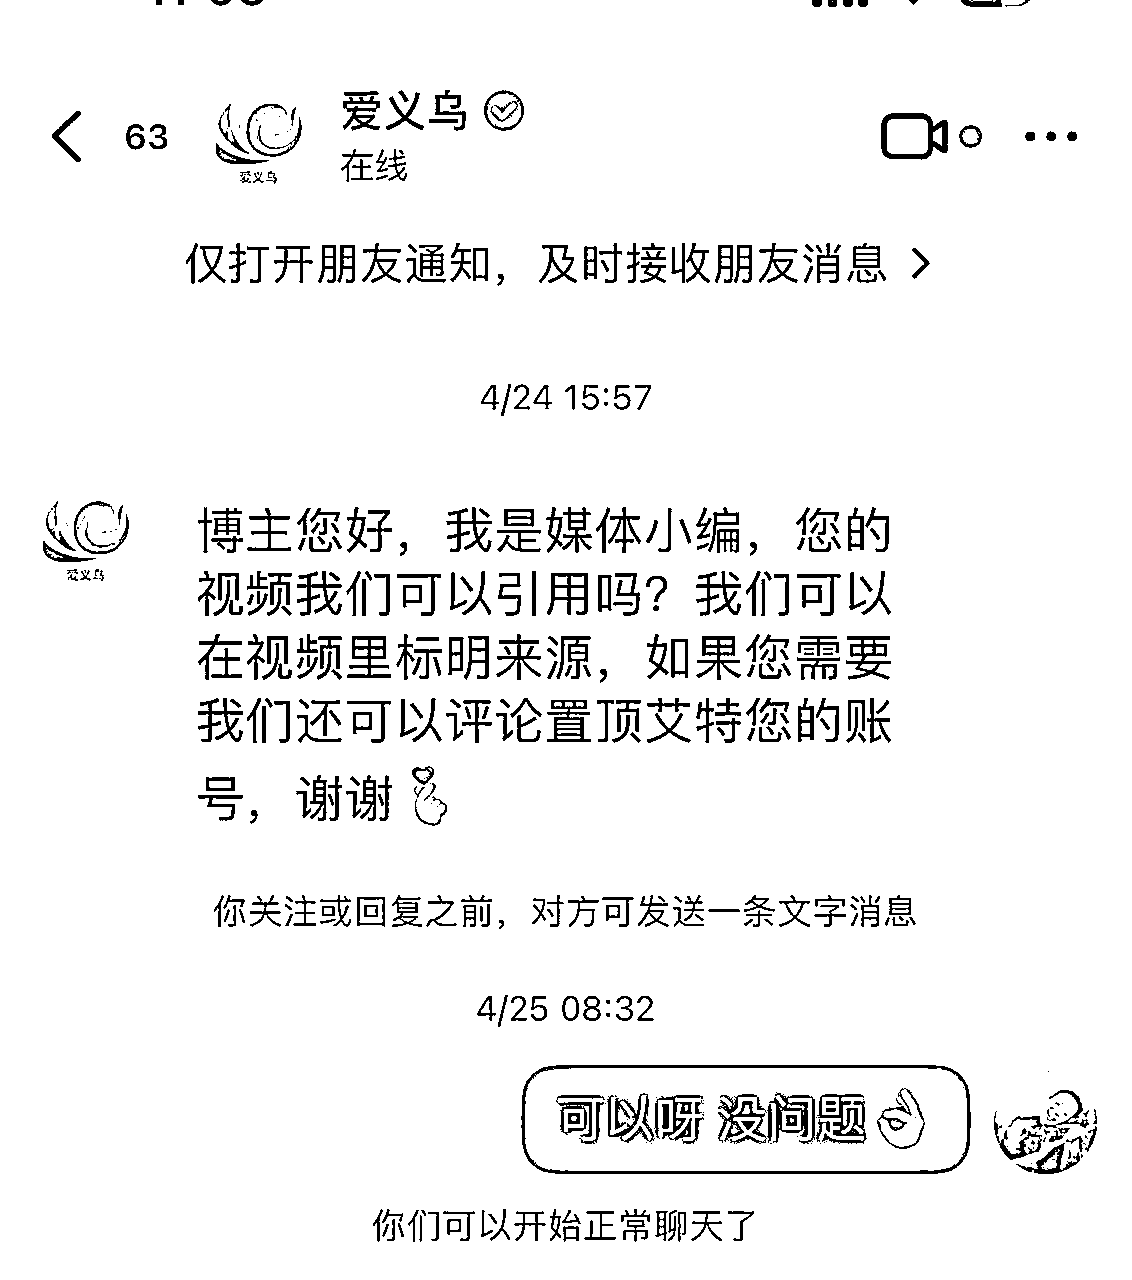 爱义乌
63
爱义乌
在线
仅打开朋友通知，及时接收朋友消息
4/24 15:57
爱义乌
博主您好，我是媒体小编，您的
视频我们可以引用吗？我们可以
在视频里标明来源，如果您需要
我们还可以评论置顶艾特您的账
号，谢谢
你关注或回复之前，对方可发送一条文字消息
4/25 08:32
可以呀 没问题👌
你们可以开始正常聊天了